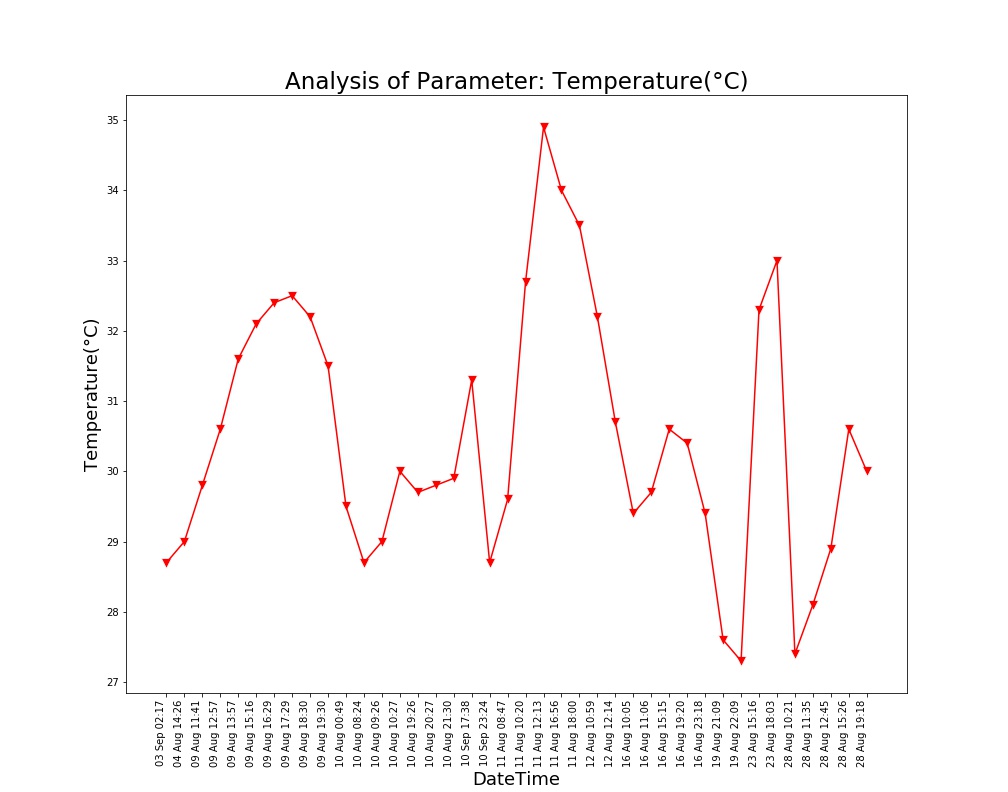 Analysis of Parameter: Temperature(°C)
Temperature(°C)
35
34
33
32
31
30
29
28
27
03 Sep 02:17
04 Aug 14:26
09 Aug 11:41
09 Aug 12:57
09 Aug 13:57
09 Aug 15:16
09 Aug 16:29
09 Aug 17:29
09 Aug 18:30
09 Aug 19:30
10 Aug 00:49
10 Aug 08:24
10 Aug 09:26
10 Aug 10:27
10 Aug 19:26
10 Aug 20:27
10 Aug 21:30
10 Sep 17:38
10 Sep 23:24
11 Aug 08:47
11 Aug 10:20
11 Aug 12:13
11 Aug 16:56
11 Aug 18:00
12 Aug 10:59
12 Aug 12:14
16 Aug 10:05
16 Aug 11:06
16 Aug 15:15
16 Aug 19:20
16 Aug 23:18
19 Aug 21:09
19 Aug 22:09
23 Aug 15:16
23 Aug 18:03
28 Aug 10:21
28 Aug 11:35
28 Aug 12:45
28 Aug 15:26
28 Aug 19:18
DateTime